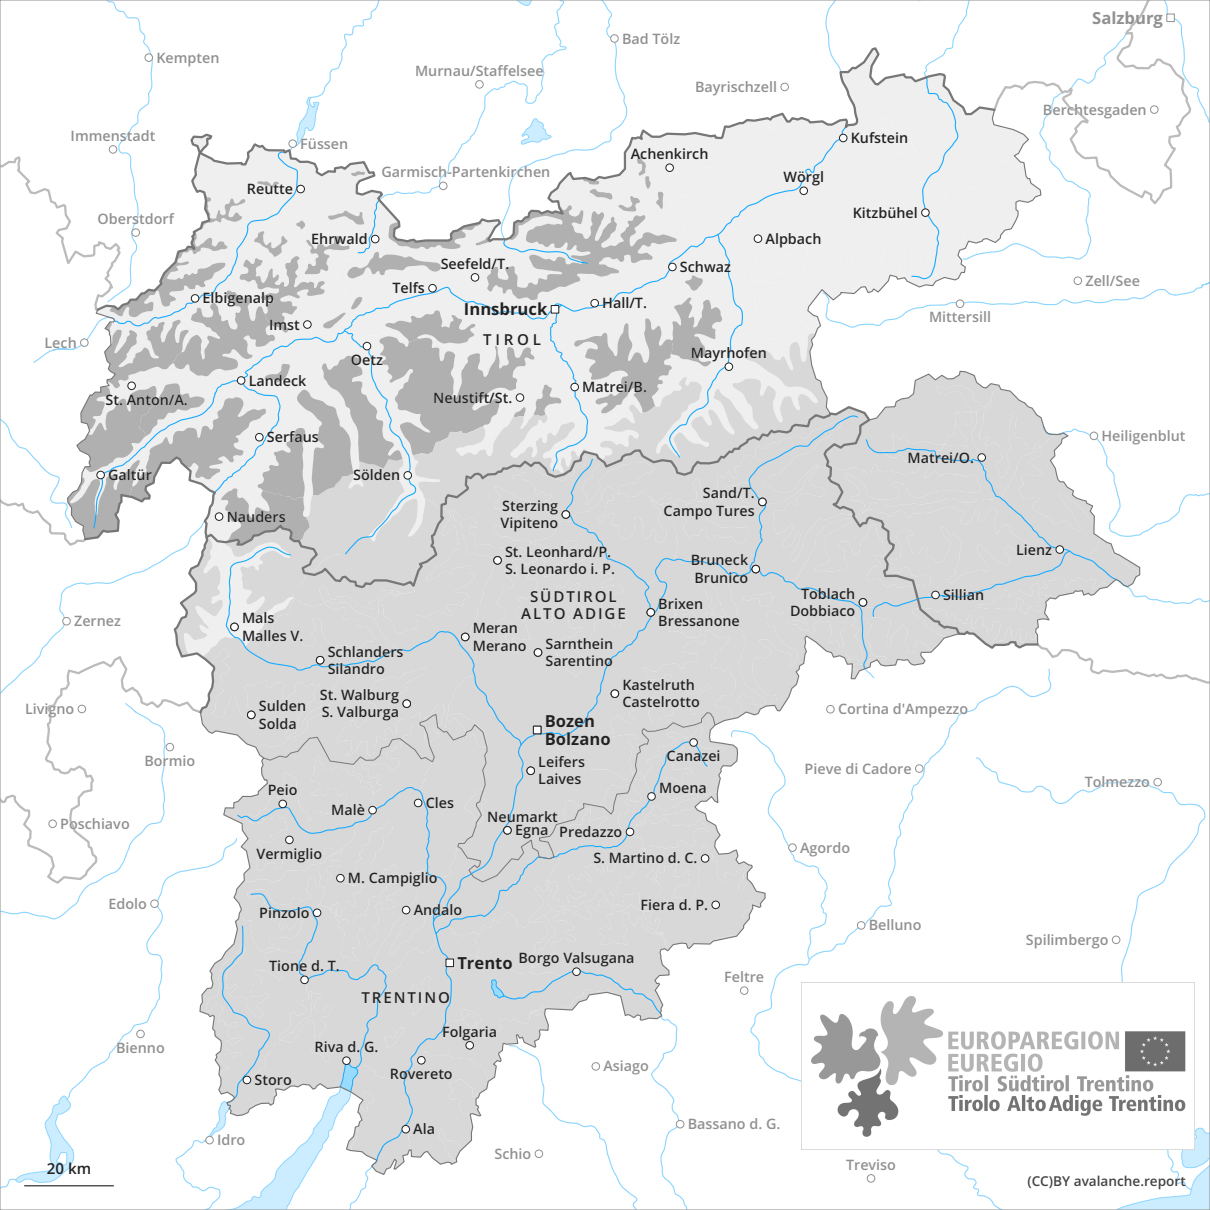 Salzburg
Kempten
Bad Tölz
Murnau/Staffelsee
Bayrischzell
Berchtesgaden
Immenstadt
Füssen
Kufstein
Achenkirch
Garmisch-Partenkirchen
Wörgl
Reutte
Oberstdorf
Kitzbühel
Ehrwald
Alpbach
Seefeld/T.
Schwaz
Zell/See
Telfs
Elbigenalp
Hall/T.
Innsbruck
Mittersill
Imst
TIROL
Lech
Oetz
Mayrhofen
Landeck
Matrei/B.
St. Anton/A.
Neustift/St.
Serfaus
Heiligenblut
Matrei/O.
Galtür
Sölden
Sand/T.
Campo Tures
Sterzing
Vipiteno
Nauders
St. Leonhard/P.
S. Leonardo i. P.
Lienz
Bruneck
Brunico
SÜDTIROL
ALTO ADIGE
Toblach
Dobbiaco
Sillian
Brixen
Bressanone
Zernez
Mals
Malles V.
Meran
Merano
Sarnthein
Sarentino
Schlanders
Silandro
Kastelruth
Castelrotto
St. Walburg
S. Valburga
Sulden
Solda
Livigno
Cortina d'Ampezzo
Bozen
Bolzano
Canazei
Bormio
Leifers
Laives
Pieve di Cadore
Tolmezzo
Peio
Moena
Malè
Cles
Neumarkt
Egna
Predazzo
Poschiavo
Vermiglio
Agordo
S. Martino d. C.
M. Campiglio
Edolo
Pinzolo
Andalo
Fiera d. P.
Belluno
Spilimbergo
Trento
Borgo Valsugana
Tione d. T.
Feltre
TRENTINO
Folgaria
Bienno
Riva d. G.
Rovereto
Asiago
Storo
EUROPAREGION
EUREGIO
Tirol Südtirol Trentino
Tirolo Alto Adige Trentino
Ala
Bassano d. G.
Idro
Schio
Treviso
20 km
(CC)BY avalanche.report